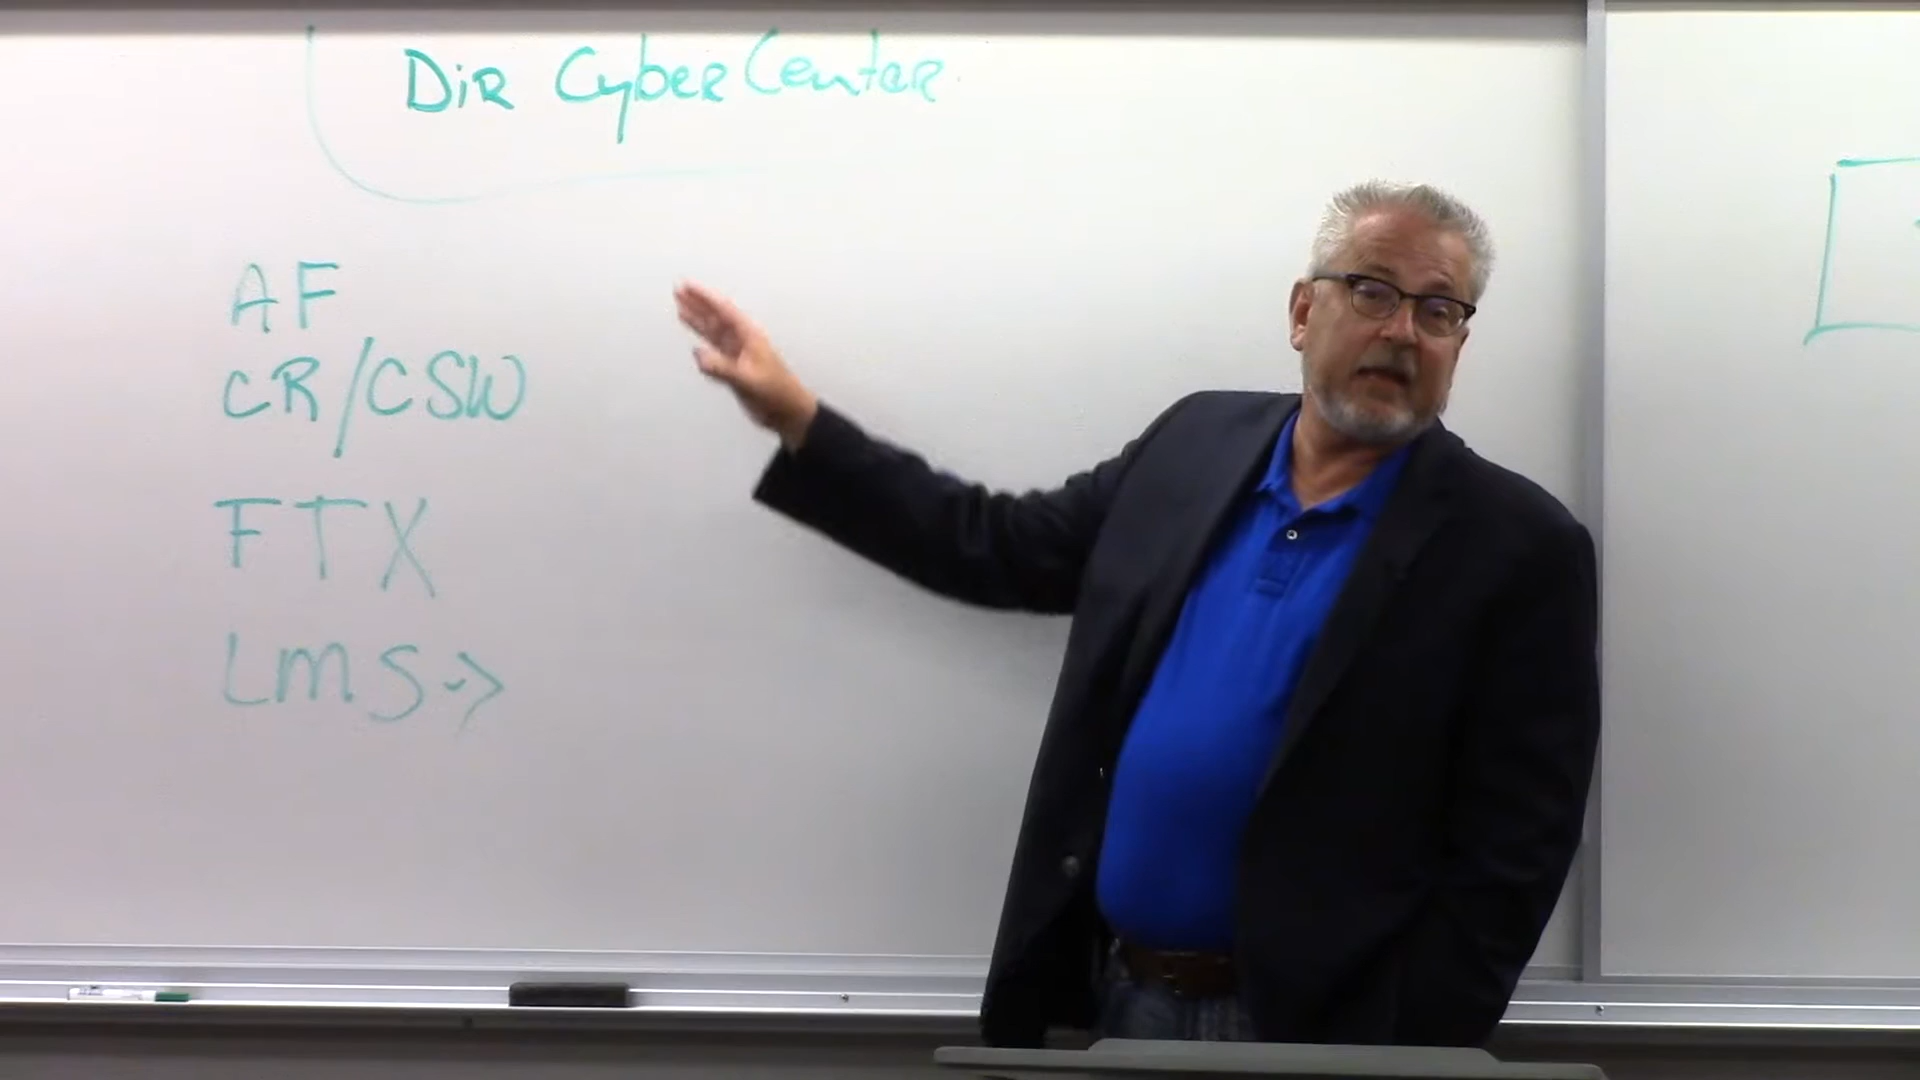 DiR CybeR CenteR
AF
CR/CSW
FTX
LMS->